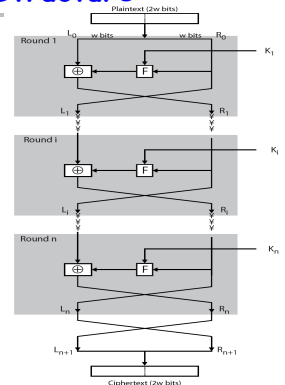 Plaintext (2w bits)
L0 w bits w bits R0
Round 1
K1
⊕ F
L1 R1
Round i
Ki
⊕ F
Li Ri
Round n
Kn
⊕ F
Ln Rn
Ln+1 Rn+1
Ciphertext (2w bits)